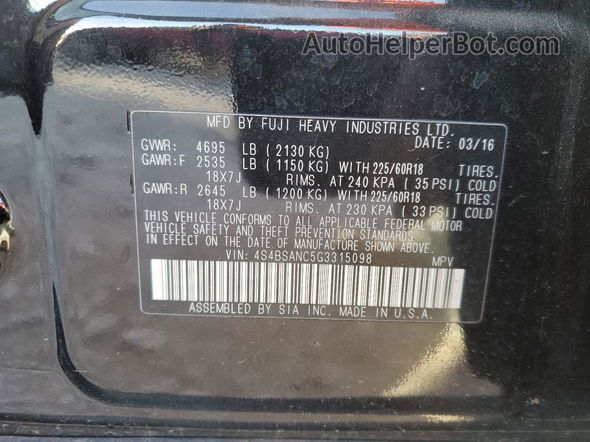 AutoHelperBot.com
MFD BY FUJI HEAVY INDUSTRIES LTD.
GVWR: 4695 LB ( 2130 KG) DATE: 03/16
GAWR:F 2535 LB ( 1150 KG) WITH 225/60R18 TIRES.
18X7J RIMS. AT 240 KPA ( 35 PSI) COLD
GAWR:R 2645 LB ( 1200 KG) WITH 225/60R18 TIRES.
18X7J RIMS. AT 230 KPA ( 33 PSI) COLD
THIS VEHICLE CONFORMS TO ALL APPLICABLE FEDERAL MOTOR
VEHICLE SAFETY AND THEFT PREVENTION STANDARDS
IN EFFECT ON THE DATE OF MANUFACTURE SHOWN ABOVE.
VIN: 4S4BSANC5G3315098 MPV
ASSEMBLED BY SIA INC. MADE IN U.S.A.